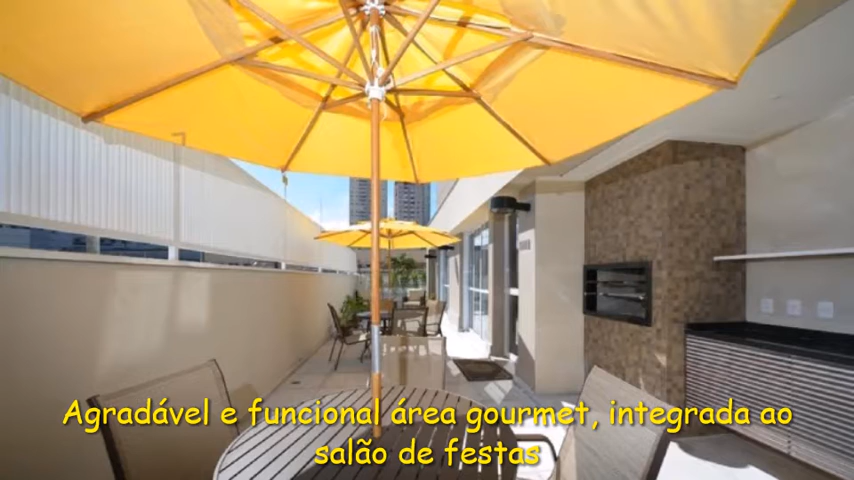 Agradável e funcional área gourmet, integrada ao
salão de festas